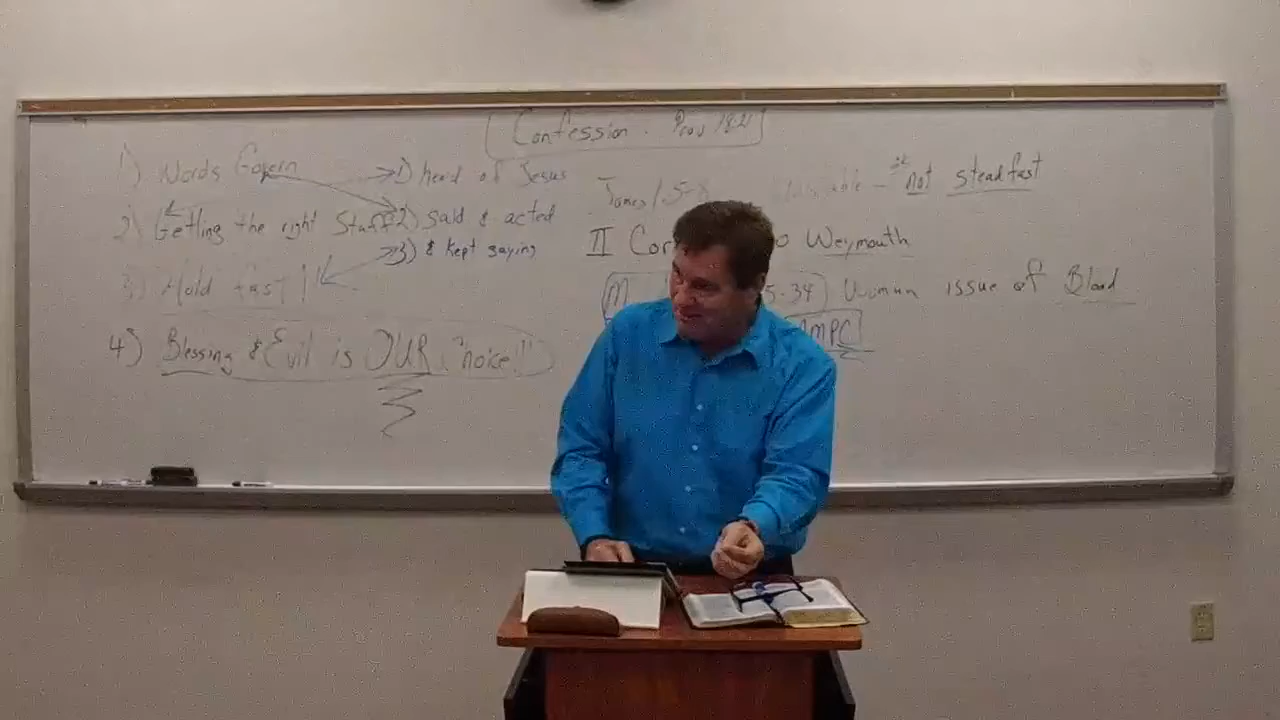 Confession. Prov 18:21
1) Words Govern
2) Getting the right Stuff
3) Hold fast!!
4) Blessing & Evil is OUR "noise!!"
1) heard of Jesus
2) Said & acted
3) & kept saying
James 1:5-8
not steadfast
II Cor Weymouth
5-34) Woman issue of Blood
AMPC